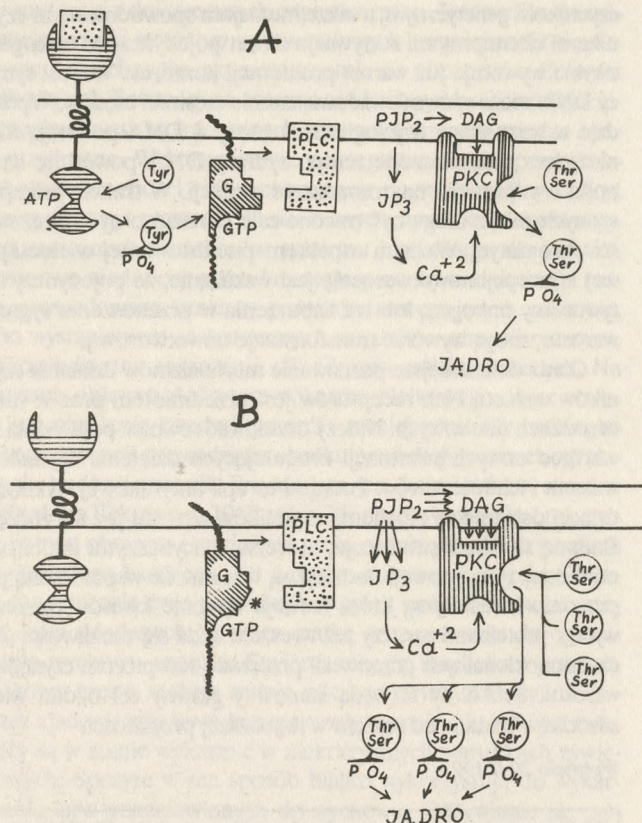 A
PLC
PJP2 → DAG
Tyr
G
PKC
Thr
Ser
ATP
JP3
GTP
Tyr
PO4
Ca+2
Thr
Ser
PO4
JĄDRO
B
PLC
PJP2 DAG
G
JP3
PKC
Thr
Ser
GTP
*
Ca+2
Thr
Ser
Thr
Ser
Thr
Ser
Thr
Ser
Thr
Ser
PO4
PO4
PO4
JĄDRO